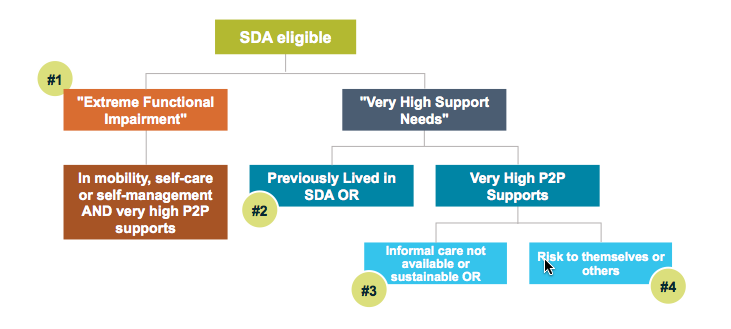 SDA eligible
#1
"Extreme Functional
Impairment"
"Very High Support
Needs"
In mobility, self-care
or self-management
AND very high P2P
supports
Previously Lived in
SDA OR
#2
Very High P2P
Supports
Informal care not
available or
sustainable OR
#3
Risk to themselves or
others
#4